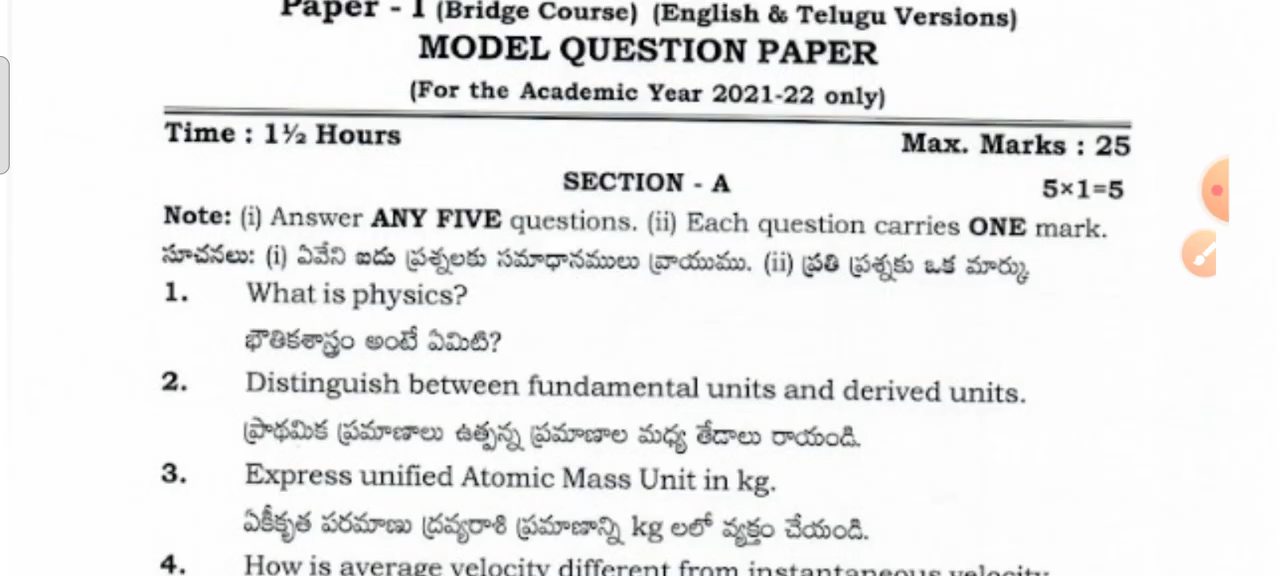 Paper - I (Bridge Course) (English & Telugu Versions)
MODEL QUESTION PAPER
(For the Academic Year 2021-22 only)
Time : 1½ Hours Max. Marks : 25
SECTION - A 5×1=5
Note: (i) Answer ANY FIVE questions. (ii) Each question carries ONE mark.
సూచనలు: (i) ఏవేని ఐదు ప్రశ్నలకు సమాధానములు వ్రాయుము. (ii) ప్రతి ప్రశ్నకు ఒక మార్కు
1. What is physics?
భౌతికశాస్త్రం అంటే ఏమిటి?
2. Distinguish between fundamental units and derived units.
ప్రాథమిక ప్రమాణాలు ఉత్పన్న ప్రమాణాల మధ్య తేడాలు రాయండి.
3. Express unified Atomic Mass Unit in kg.
ఏకీకృత పరమాణు ద్రవ్యరాశి ప్రమాణాన్ని kg లలో వ్యక్తం చేయండి.
4. How is average velocity different from instantaneous velocity